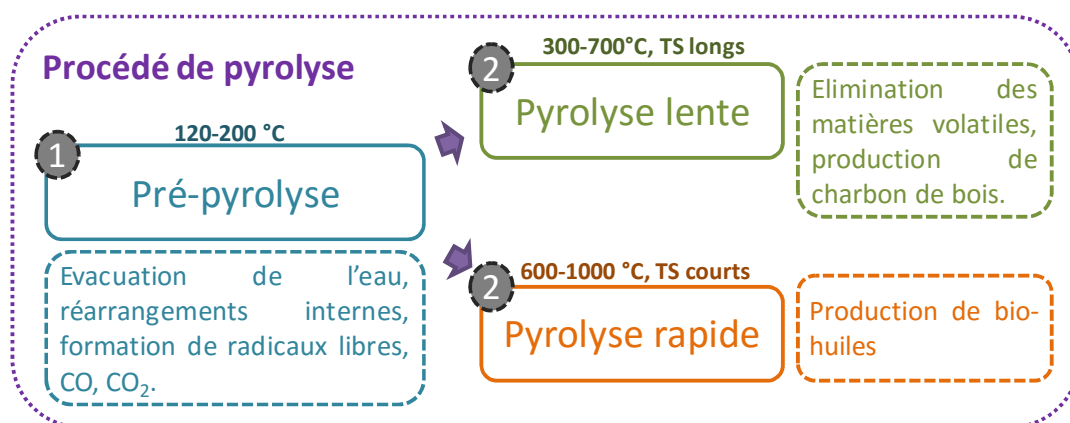 Procédé de pyrolyse
120-200 °C
1
Pré-pyrolyse
Evacuation de l'eau,
réarrangements internes,
formation de radicaux libres,
CO, CO₂.
300-700°C, TS longs
2
Pyrolyse lente
Elimination des
matières volatiles,
production de
charbon de bois.
600-1000 °C, TS courts
2
Pyrolyse rapide
Production de bio-
huiles